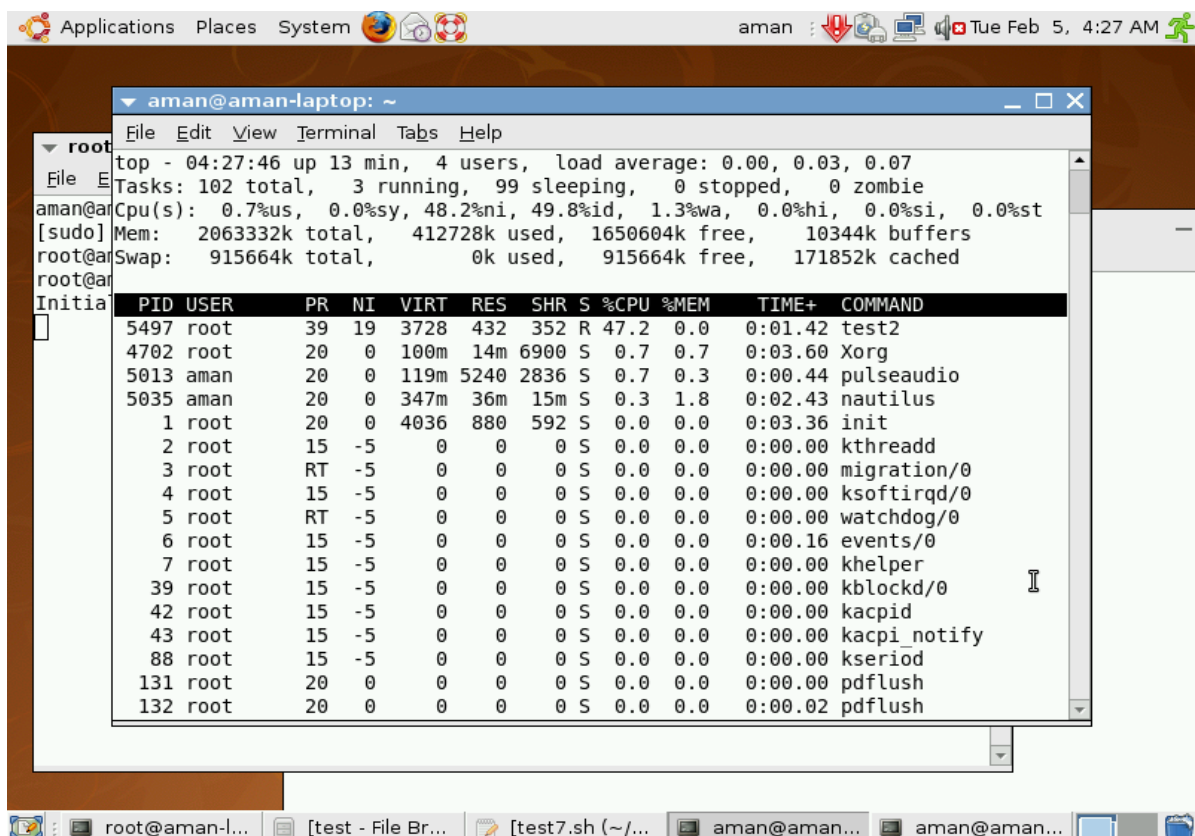 Applications Places System aman Tue Feb 5, 4:27 AM
aman@aman-laptop: ~
File Edit View Terminal Tabs Help
top - 04:27:46 up 13 min, 4 users, load average: 0.00, 0.03, 0.07
Tasks: 102 total, 3 running, 99 sleeping, 0 stopped, 0 zombie
Cpu(s): 0.7%us, 0.0%sy, 48.2%ni, 49.8%id, 1.3%wa, 0.0%hi, 0.0%si, 0.0%st
Mem: 2063332k total, 412728k used, 1650604k free, 10344k buffers
Swap: 915664k total, 0k used, 915664k free, 171852k cached
PID USER PR NI VIRT RES SHR S %CPU %MEM TIME+ COMMAND
5497 root 39 19 3728 432 352 R 47.2 0.0 0:01.42 test2
4702 root 20 0 100m 14m 6900 S 0.7 0.7 0:03.60 Xorg
5013 aman 20 0 119m 5240 2836 S 0.7 0.3 0:00.44 pulseaudio
5035 aman 20 0 347m 36m 15m S 0.3 1.8 0:02.43 nautilus
1 root 20 0 4036 880 592 S 0.0 0.0 0:03.36 init
2 root 15 -5 0 0 0 S 0.0 0.0 0:00.00 kthreadd
3 root RT -5 0 0 0 S 0.0 0.0 0:00.00 migration/0
4 root 15 -5 0 0 0 S 0.0 0.0 0:00.00 ksoftirqd/0
5 root RT -5 0 0 0 S 0.0 0.0 0:00.00 watchdog/0
6 root 15 -5 0 0 0 S 0.0 0.0 0:00.16 events/0
7 root 15 -5 0 0 0 S 0.0 0.0 0:00.00 khelper
39 root 15 -5 0 0 0 S 0.0 0.0 0:00.00 kblockd/0
42 root 15 -5 0 0 0 S 0.0 0.0 0:00.00 kacpid
43 root 15 -5 0 0 0 S 0.0 0.0 0:00.00 kacpi_notify
88 root 15 -5 0 0 0 S 0.0 0.0 0:00.00 kseriod
131 root 20 0 0 0 0 S 0.0 0.0 0:00.00 pdflush
132 root 20 0 0 0 0 S 0.0 0.0 0:00.02 pdflush
root
File E
aman@a
[sudo]
root@a
root@a
Initial
root@aman-l... [test - File Br... [test7.sh (~/... aman@aman... aman@aman...